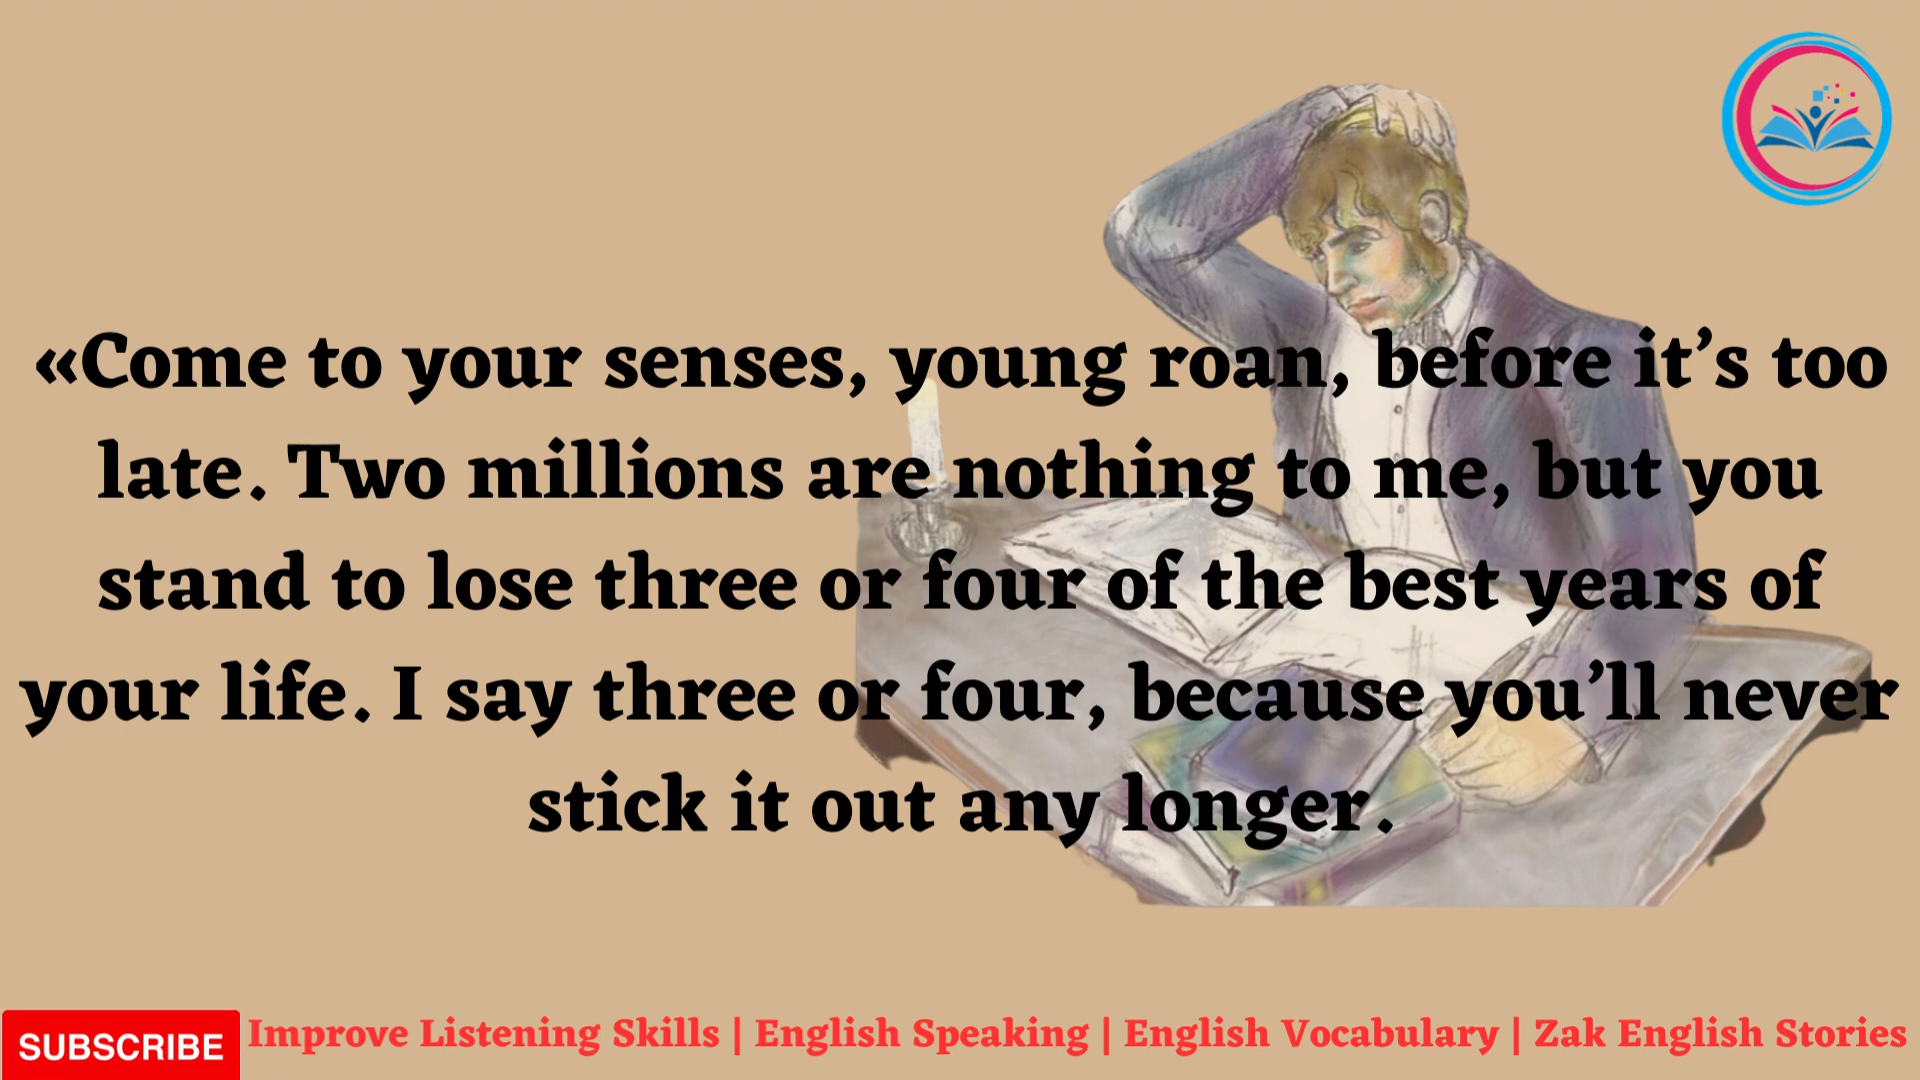 «Come to your senses, young roan, before it’s too
late. Two millions are nothing to me, but you
stand to lose three or four of the best years of
your life. I say three or four, because you’ll never
stick it out any longer.
SUBSCRIBE Improve Listening Skills | English Speaking | English Vocabulary | Zak English Stories